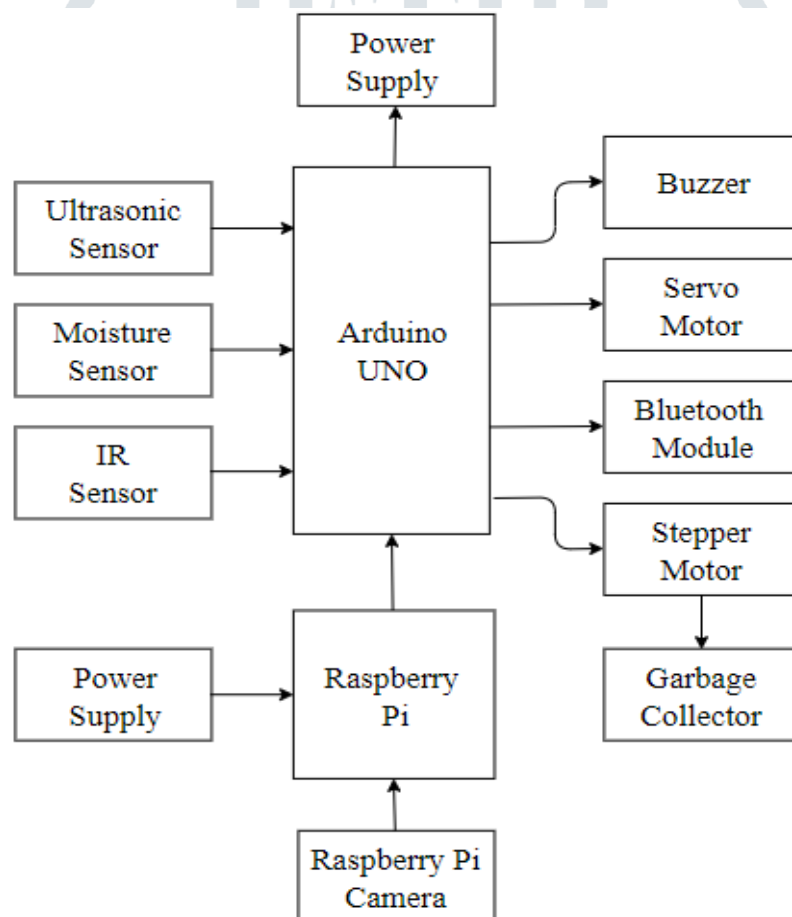 Power
Supply
Buzzer
Ultrasonic
Sensor
Servo
Motor
Moisture
Sensor
Arduino
UNO
Bluetooth
Module
IR
Sensor
Stepper
Motor
Power
Supply
Raspberry
Pi
Garbage
Collector
Raspberry Pi
Camera